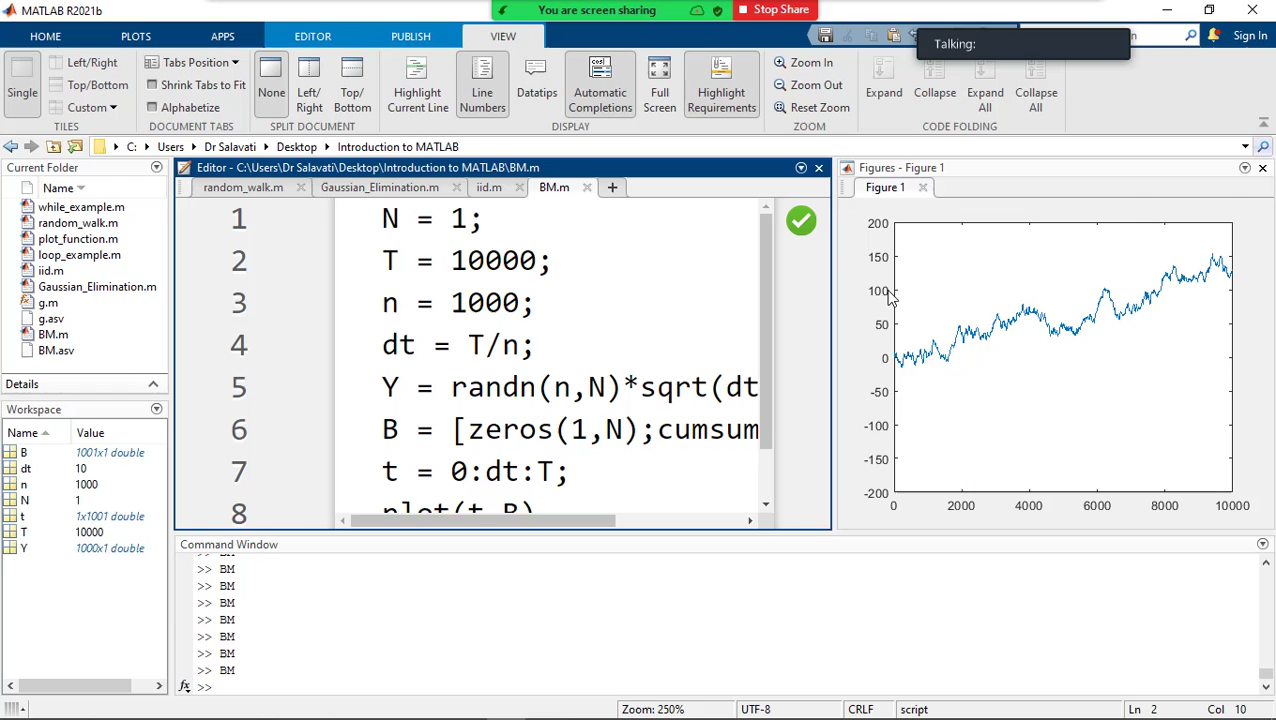 MATLAB R2021b
You are screen sharing
Stop Share
HOME
PLOTS
APPS
EDITOR
PUBLISH
VIEW
Talking:
Sign In
Single
Left/Right
Top/Bottom
Custom
TILES
Tabs Position
Shrink Tabs to Fit
Alphabetize
DOCUMENT TABS
None
Left/
Right
Top/
Bottom
SPLIT DOCUMENT
Highlight
Current Line
Line
Numbers
Datatips
Automatic
Completions
Full
Screen
Highlight
Requirements
DISPLAY
Zoom In
Zoom Out
Reset Zoom
ZOOM
Expand
Collapse
Expand
All
Collapse
All
CODE FOLDING
C: Users Dr Salavati Desktop Introduction to MATLAB
Current Folder
Name
while_example.m
random_walk.m
plot_function.m
loop_example.m
iid.m
Gaussian_Elimination.m
g.m
g.asv
BM.m
BM.asv
Details
Workspace
Name Value
B 1001x1 double
dt 10
n 1000
N 1
t 1x1001 double
T 10000
Y 1000x1 double
Editor - C:\Users\Dr Salavati\Desktop\Introduction to MATLAB\BM.m
random_walk.m
Gaussian_Elimination.m
iid.m
BM.m
1 N = 1;
2 T = 10000;
3 n = 1000;
4 dt = T/n;
5 Y = randn(n,N)*sqrt(dt
6 B = [zeros(1,N);cumsum
7 t = 0:dt:T;
8 plot(t,B)
Figures - Figure 1
Figure 1
200
150
100
50
0
-50
-100
-150
-200
0 2000 4000 6000 8000 10000
Command Window
>> BM
>> BM
>> BM
>> BM
>> BM
>> BM
>> BM
>> BM
fx >>
Zoom: 250%
UTF-8
CRLF
script
Ln 2
Col 10